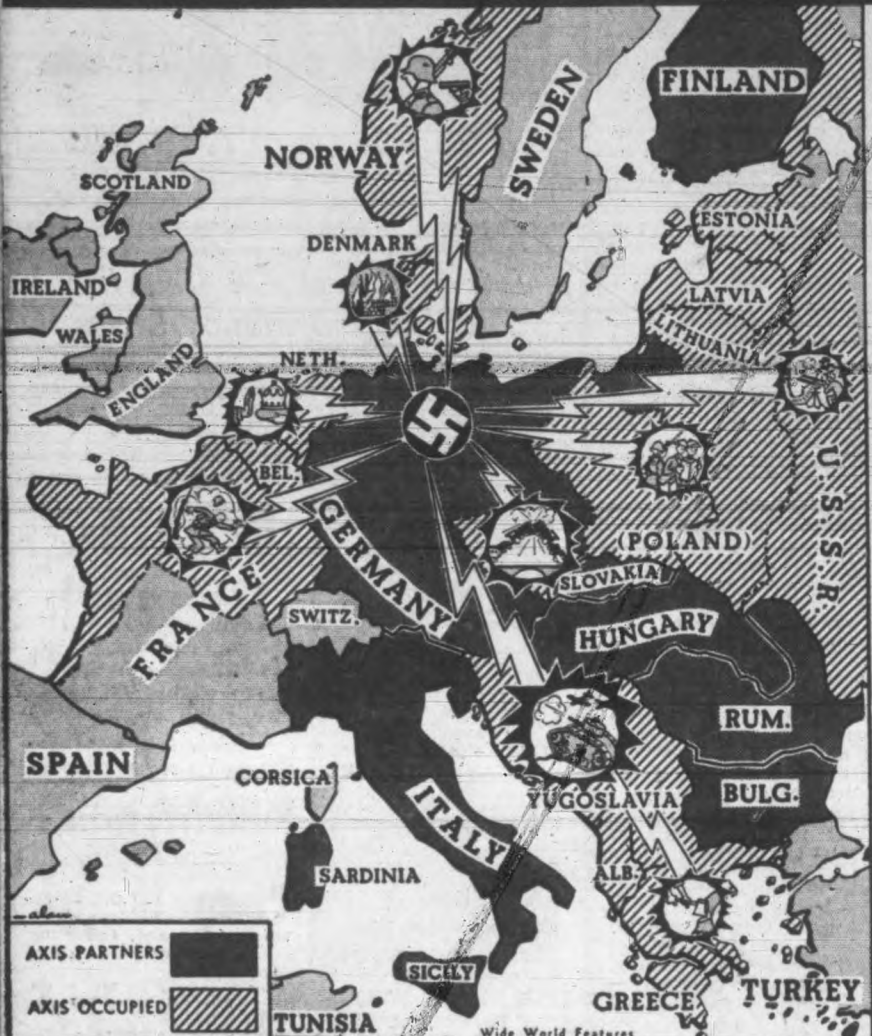 FINLAND
SWEDEN
NORWAY
SCOTLAND
ESTONIA
DENMARK
IRELAND
LATVIA
LITHUANIA
WALES
NETH.
ENGLAND
BEL.
U.S.S.R.
GERMANY
(POLAND)
SLOVAKIA
FRANCE
SWITZ.
HUNGARY
RUM.
SPAIN
CORSICA
YUGOSLAVIA
BULG.
ITALY
SARDINIA
ALB.
AXIS PARTNERS
SICILY
AXIS OCCUPIED
GREECE
TURKEY
TUNISIA
Wide World Features